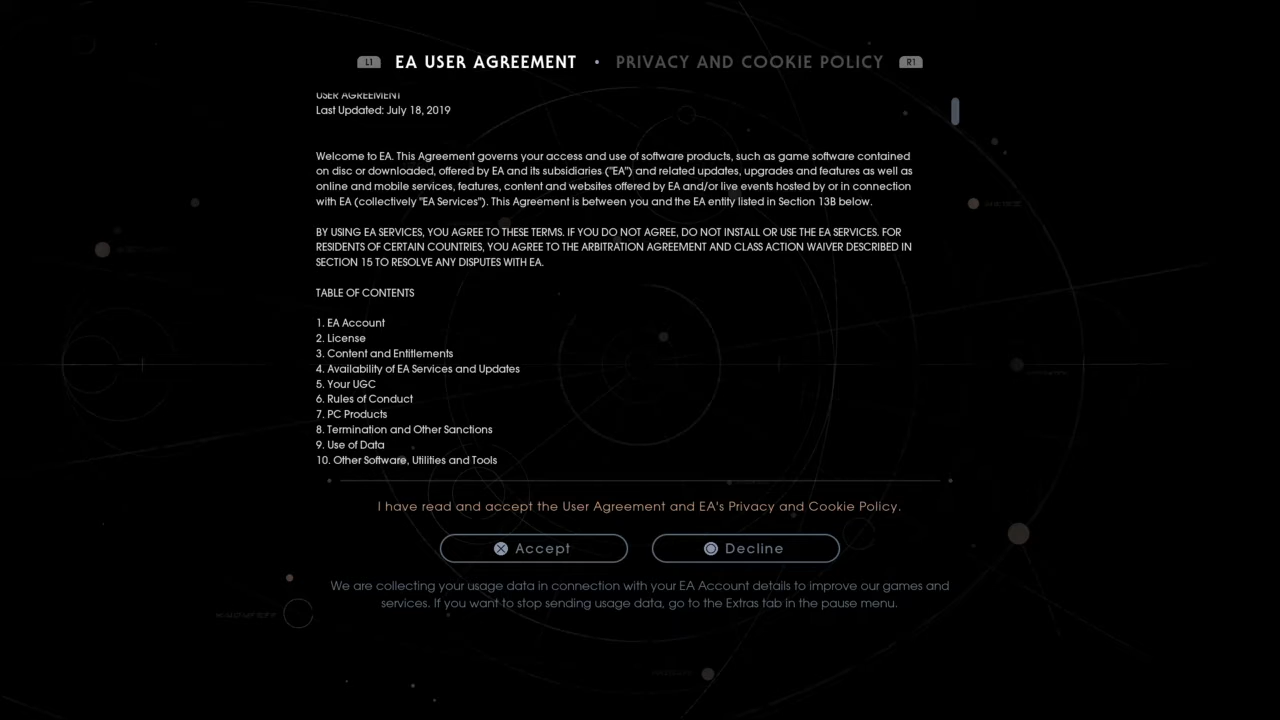 L1 EA USER AGREEMENT • PRIVACY AND COOKIE POLICY R1
USER AGREEMENT
Last Updated: July 18, 2019
Welcome to EA. This Agreement governs your access and use of software products, such as game software contained
on disc or downloaded, offered by EA and its subsidiaries ("EA") and related updates, upgrades and features as well as
online and mobile services, features, content and websites offered by EA and/or live events hosted by or in connection
with EA (collectively "EA Services"). This Agreement is between you and the EA entity listed in Section 13B below.
BY USING EA SERVICES, YOU AGREE TO THESE TERMS. IF YOU DO NOT AGREE, DO NOT INSTALL OR USE THE EA SERVICES. FOR
RESIDENTS OF CERTAIN COUNTRIES, YOU AGREE TO THE ARBITRATION AGREEMENT AND CLASS ACTION WAIVER DESCRIBED IN
SECTION 15 TO RESOLVE ANY DISPUTES WITH EA.
TABLE OF CONTENTS
1. EA Account
2. License
3. Content and Entitlements
4. Availability of EA Services and Updates
5. Your UGC
6. Rules of Conduct
7. PC Products
8. Termination and Other Sanctions
9. Use of Data
10. Other Software, Utilities and Tools
I have read and accept the User Agreement and EA's Privacy and Cookie Policy.
Accept Decline
We are collecting your usage data in connection with your EA Account details to improve our games and
services. If you want to stop sending usage data, go to the Extras tab in the pause menu.